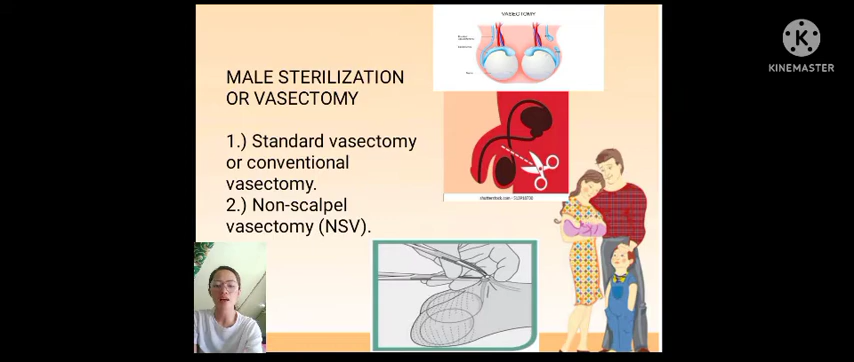 VASECTOMY
KINEMASTER
MALE STERILIZATION
OR VASECTOMY
1.) Standard vasectomy
or conventional
vasectomy.
2.) Non-scalpel
vasectomy (NSV).